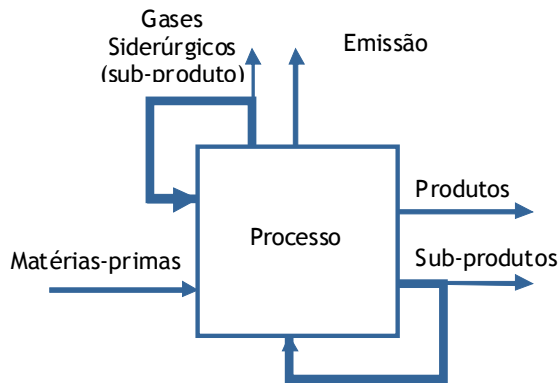 Gases
Siderúrgicos
(sub-produto)
Emissão
Produtos
Processo
Matérias-primas
Sub-produtos